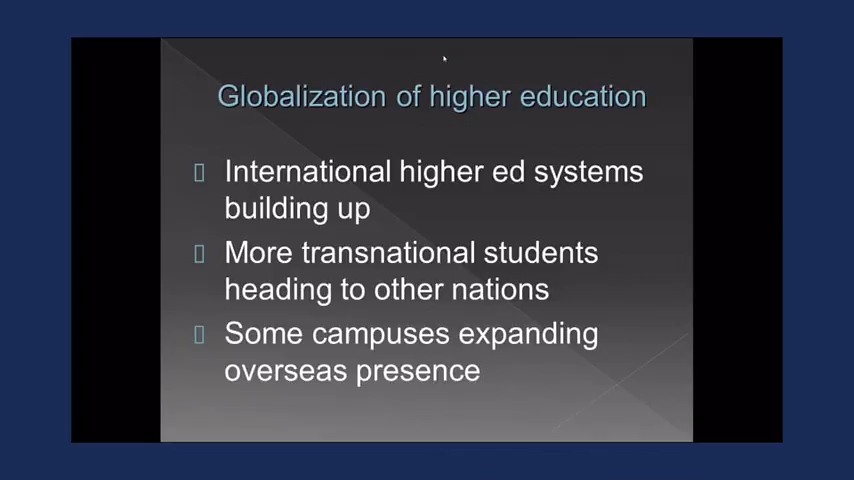 Globalization of higher education
International higher ed systems
building up
More transnational students
heading to other nations
Some campuses expanding
overseas presence